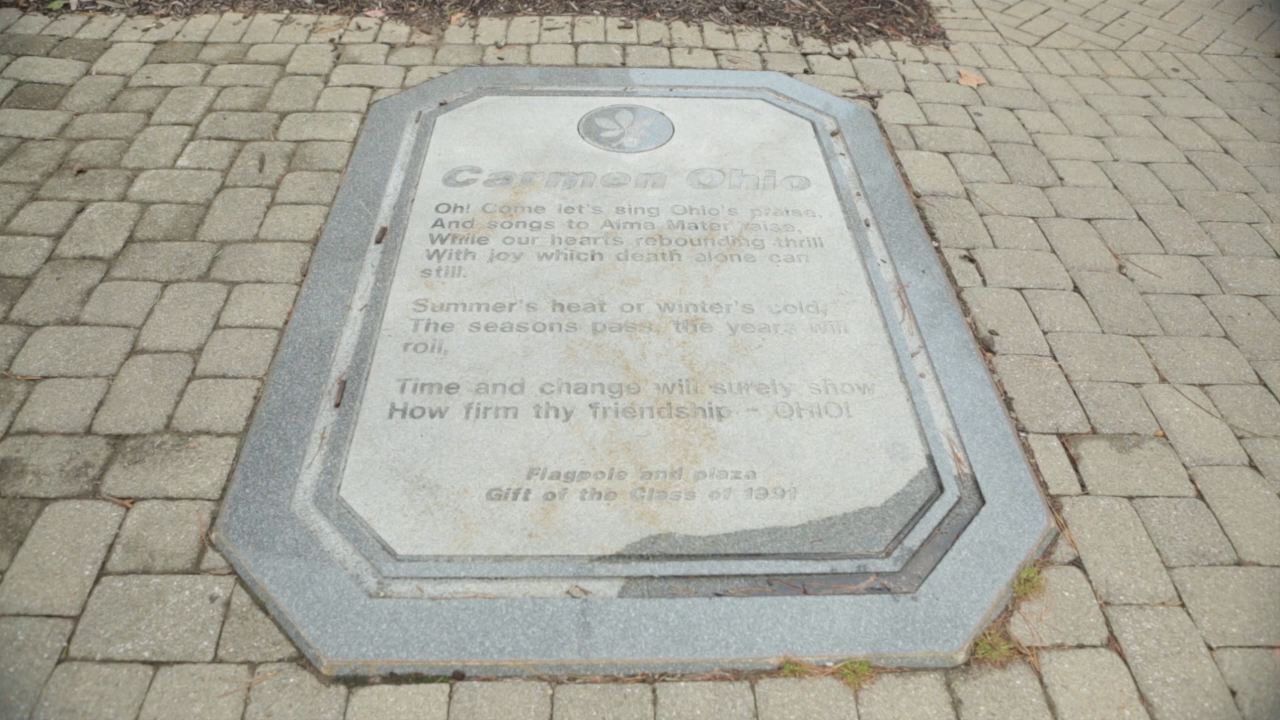 Carmen Ohio
Oh! Come let's sing Ohio's praise,
And songs to Alma Mater raise,
While our hearts rebounding thrill
With joy which death alone can
still.
Summer's heat or winter's cold,
The seasons pass, the years will
roll,
Time and change will surely show
How firm thy friendship - OHIO!
Flagpole and plaza
Gift of the Class of 1991